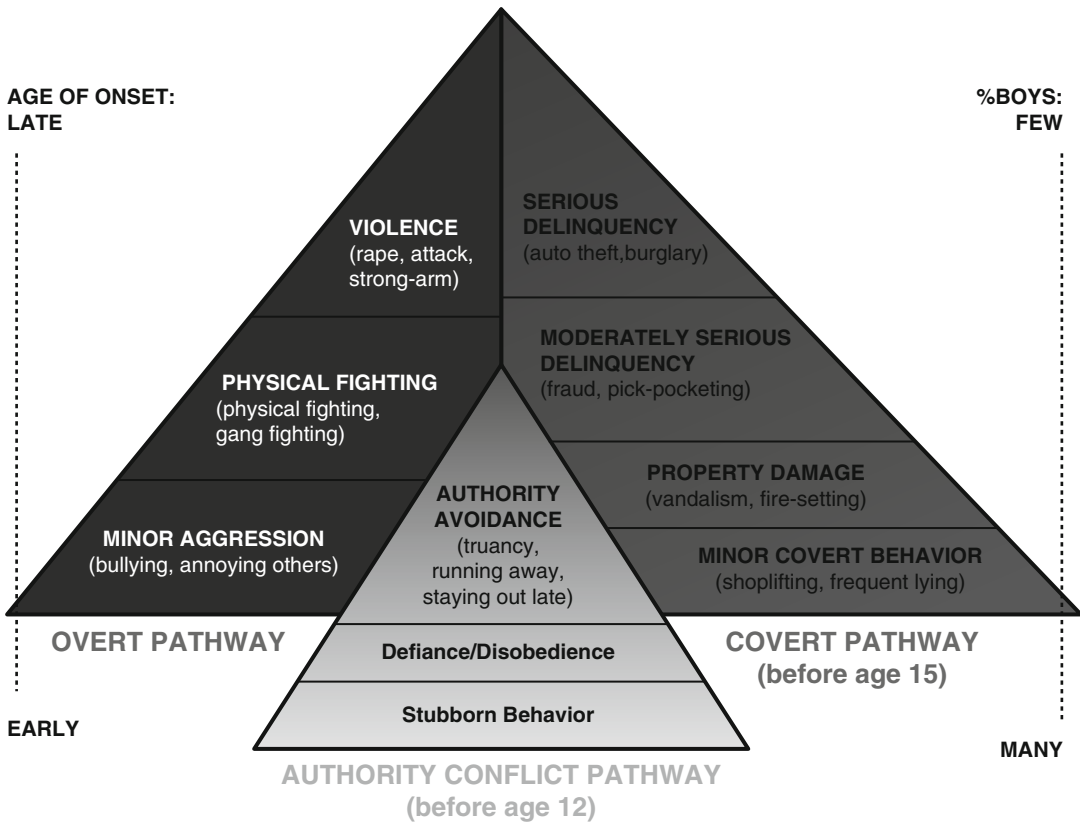 AGE OF ONSET:
LATE
%BOYS:
FEW
VIOLENCE
(rape, attack,
strong-arm)
SERIOUS
DELINQUENCY
(auto theft,burglary)
PHYSICAL FIGHTING
(physical fighting,
gang fighting)
MODERATELY SERIOUS
DELINQUENCY
(fraud, pick-pocketing)
MINOR AGGRESSION
(bullying, annoying others)
AUTHORITY
AVOIDANCE
(truancy,
running away,
staying out late)
PROPERTY DAMAGE
(vandalism, fire-setting)
MINOR COVERT BEHAVIOR
(shoplifting, frequent lying)
OVERT PATHWAY
Defiance/Disobedience
COVERT PATHWAY
(before age 15)
Stubborn Behavior
EARLY
MANY
AUTHORITY CONFLICT PATHWAY
(before age 12)